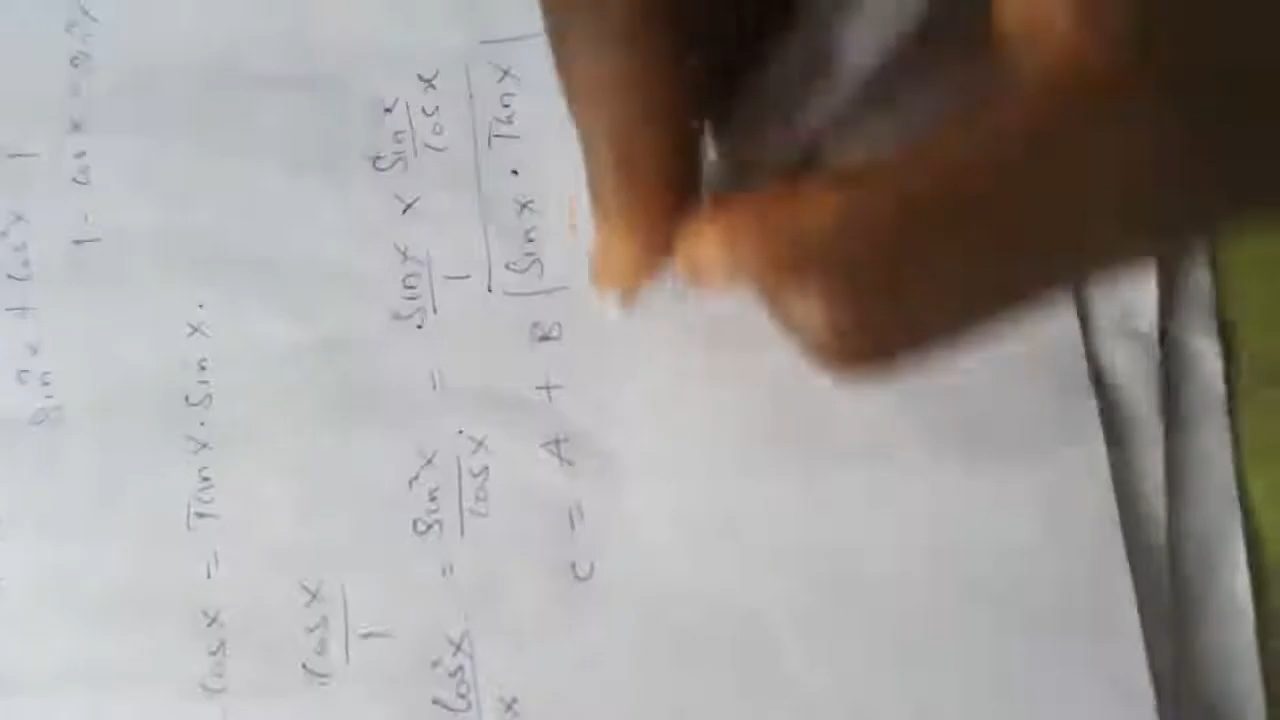 sin²x + cos²x 1
1 - cos²x = sin²x
cos x = Tan x . sin x .
cos x / 1
cos²x / x = sin²x / cos x = sin x / 1 × sin x / cos x
sin x . Tan x
C = A + B